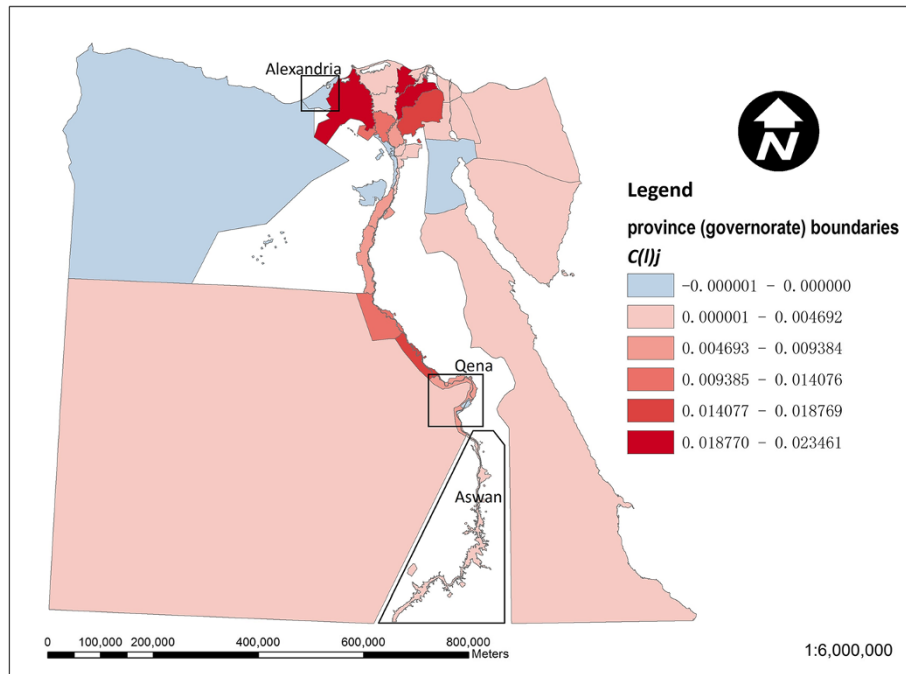 Alexandria
N
Legend
province (governorate) boundaries
C(I)j
-0.000001 - 0.000000
0.000001 - 0.004692
0.004693 - 0.009384
0.009385 - 0.014076
0.014077 - 0.018769
0.018770 - 0.023461
Qena
Aswan
0 100,000 200,000 400,000 600,000 800,000
Meters
1:6,000,000